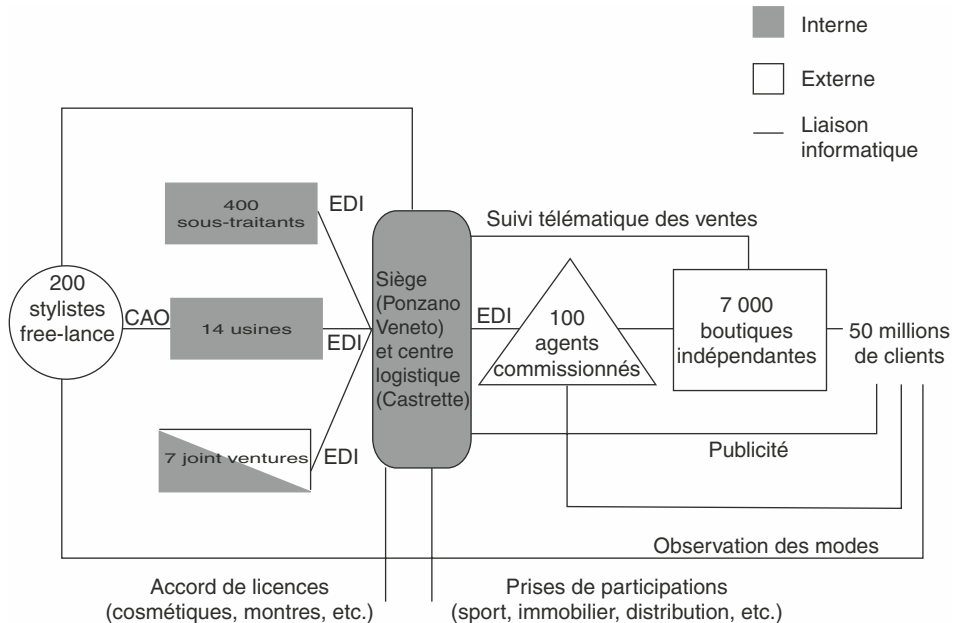 Interne
Externe
Liaison
informatique
400
sous-traitants
EDI
Suivi télématique des ventes
200
stylistes
free-lance
CAO
14 usines
EDI
Siège
(Ponzano
Veneto)
et centre
logistique
(Castrette)
EDI
100
agents
commissionnés
7 000
boutiques
indépendantes
50 millions
de clients
7 joint ventures
EDI
Publicité
Observation des modes
Accord de licences
(cosmétiques, montres, etc.)
Prises de participations
(sport, immobilier, distribution, etc.)